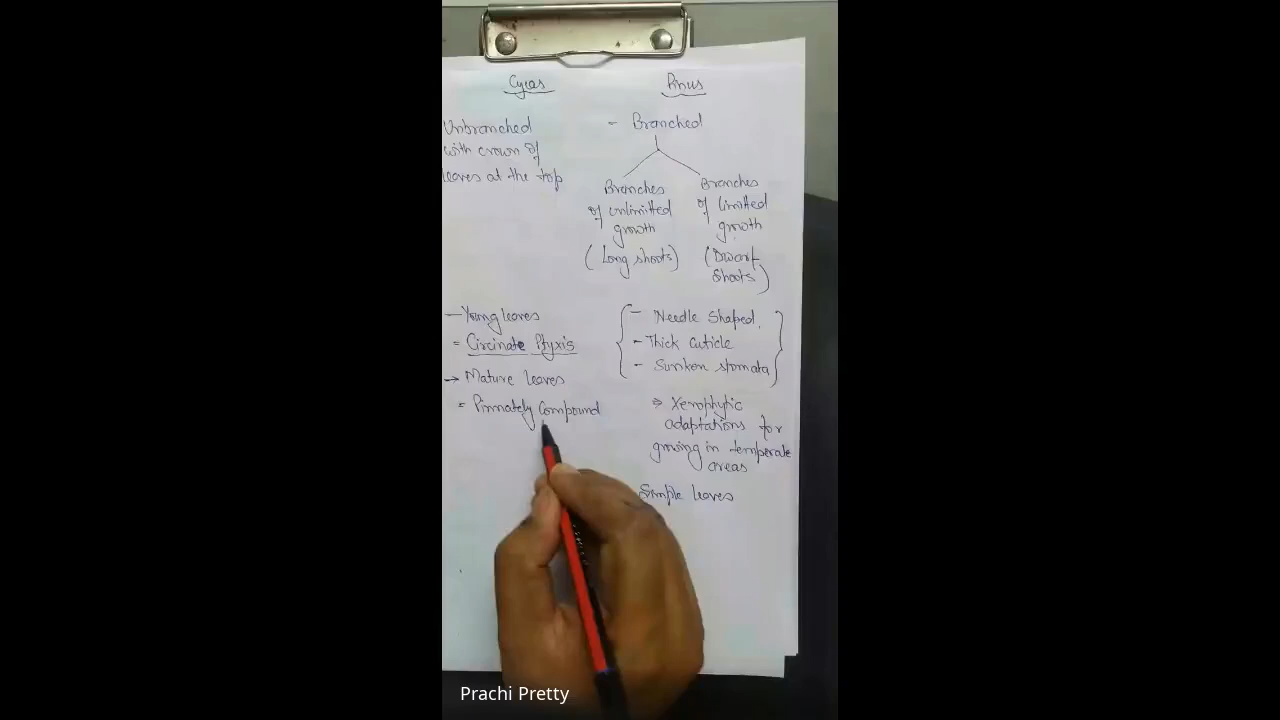 Cycas
Unbranched
with crown of
leaves at the top
- Young leaves
= Circinate Ptyxis
→ Mature leaves
= Pinnately Compound
Pinus
- Branched
Branches
of unlimitted
growth
(Long shoots)
Branches
of limitted
growth
(Dwarf
Shoots)
- Needle Shaped
- Thick Cuticle
- Sunken stomata
⇒ Xerophytic
adaptations for
growing in temperate
areas
Simple leaves
Prachi Pretty